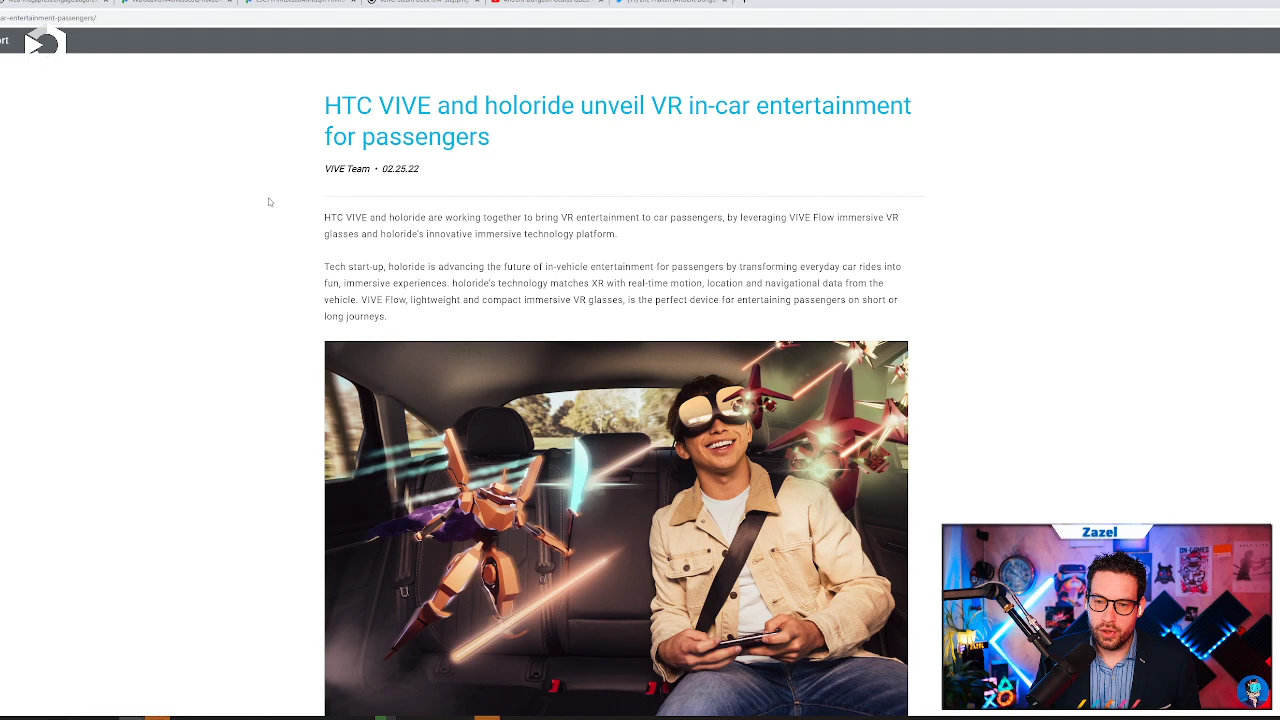 ar-entertainment-passengers/
ort
HTC VIVE and holoride unveil VR in-car entertainment
for passengers
VIVE Team • 02.25.22
HTC VIVE and holoride are working together to bring VR entertainment to car passengers, by leveraging VIVE Flow immersive VR
glasses and holoride's innovative immersive technology platform.
Tech start-up, holoride is advancing the future of in-vehicle entertainment for passengers by transforming everyday car rides into
fun, immersive experiences. holoride's technology matches XR with real-time motion, location and navigational data from the
vehicle. VIVE Flow, lightweight and compact immersive VR glasses, is the perfect device for entertaining passengers on short or
long journeys.
Zazel